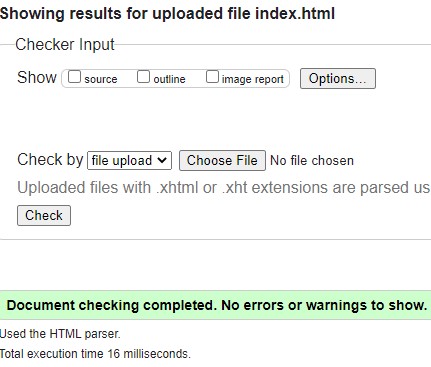 Showing results for uploaded file index.html
Checker Input
Show source outline image report Options...
Check by file upload Choose File No file chosen
Uploaded files with .xhtml or .xht extensions are parsed us
Check
Document checking completed. No errors or warnings to show.
Used the HTML parser.
Total execution time 16 milliseconds.